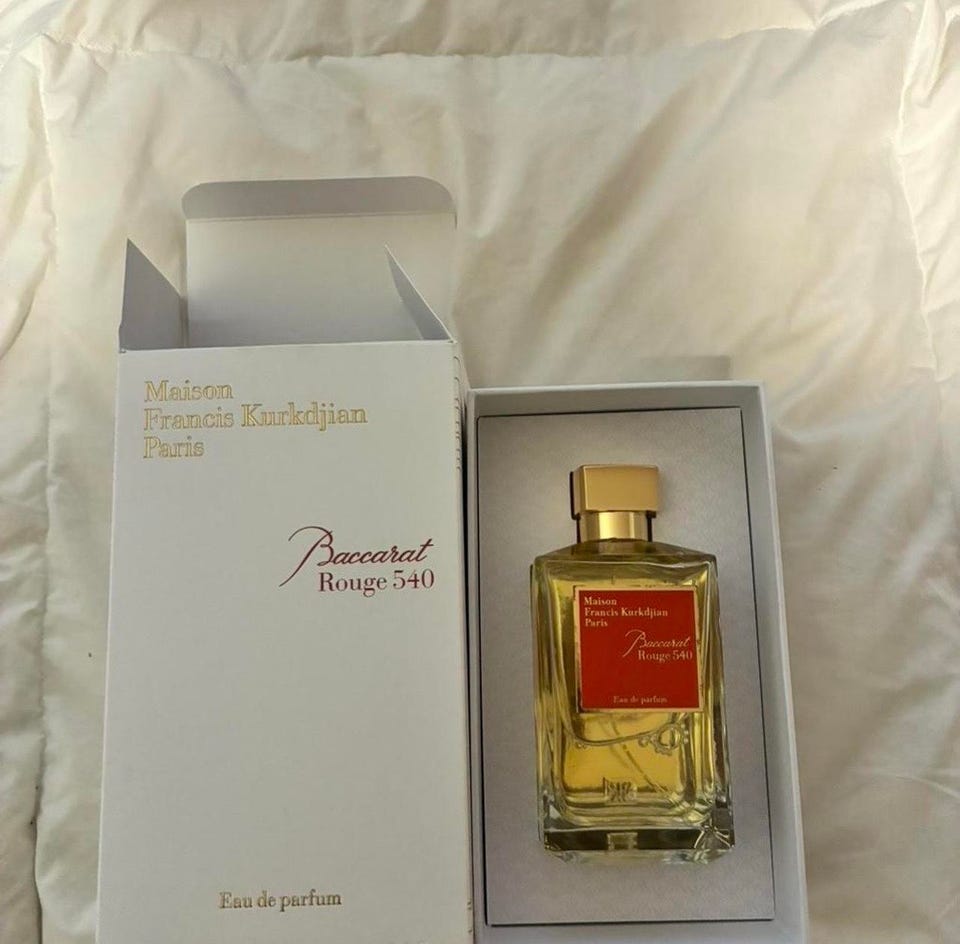 Maison
Francis Kurkdjian
Paris
Baccarat
Rouge 540
Eau de parfum
Maison
Francis Kurkdjian
Paris
Baccarat
Rouge 540
Eau de parfum